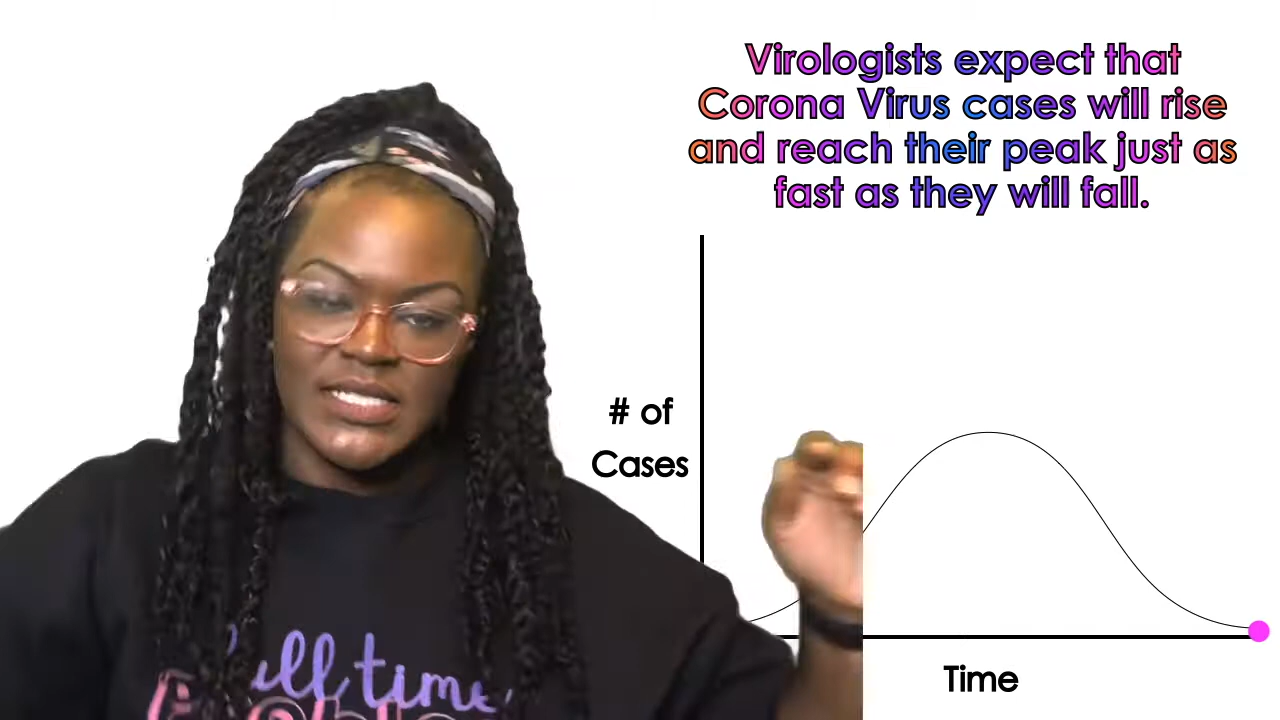 Virologists expect that
Corona Virus cases will rise
and reach their peak just as
fast as they will fall.
# of
Cases
Time
full time